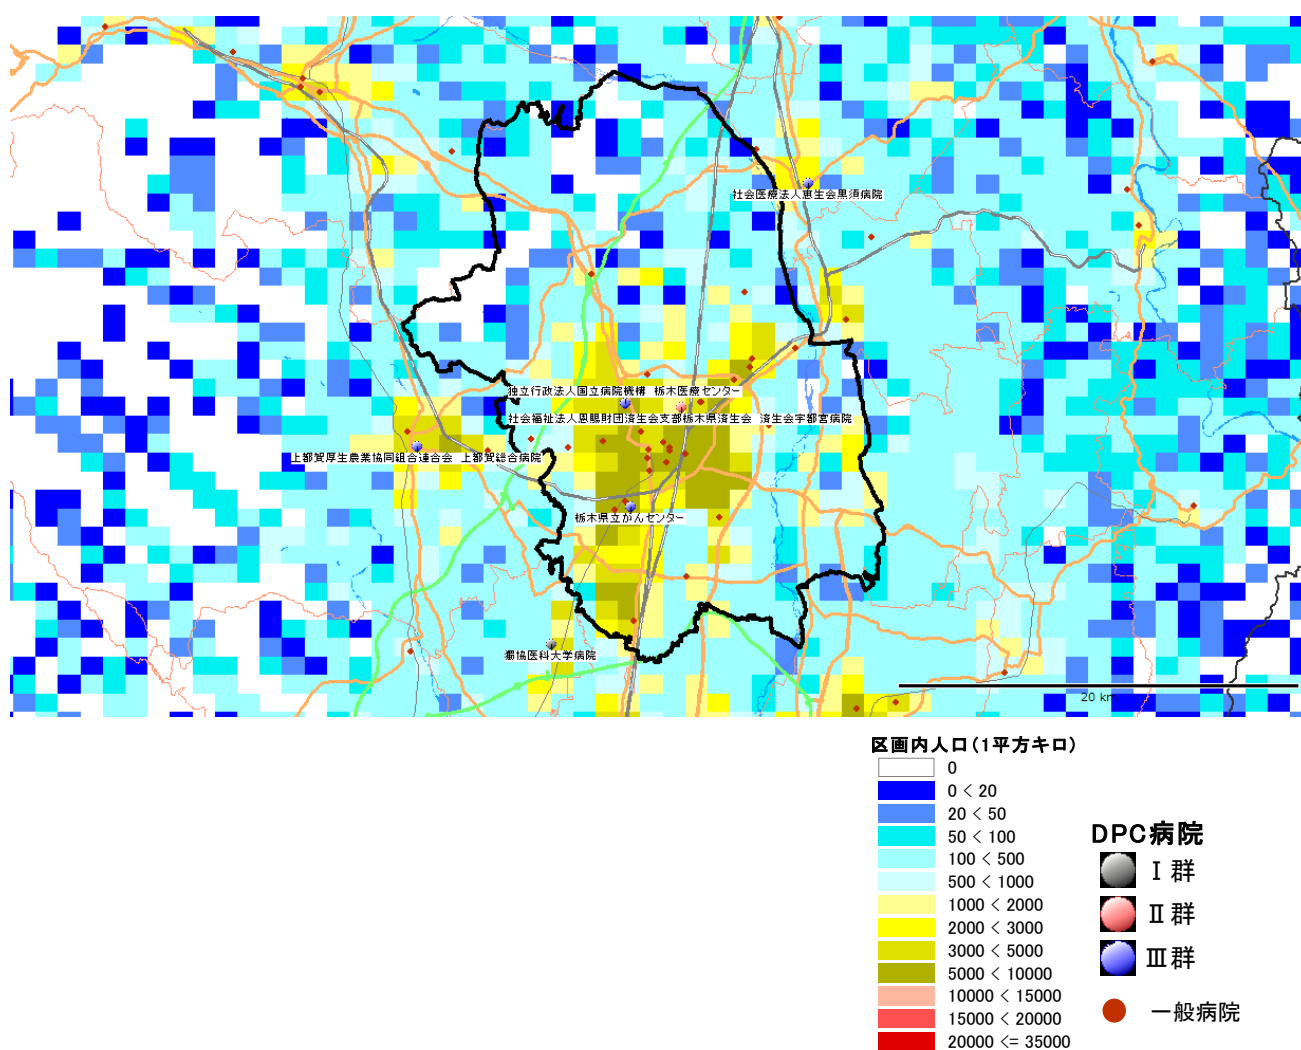 社会医療法人恵生会黒須病院
独立行政法人国立病院機構 栃木医療センター
社会福祉法人恩賜財団済生会支部栃木県済生会 済生会宇都宮病院
上都賀厚生農業協同組合連合会 上都賀総合病院
栃木県立がんセンター
獨協医科大学病院
20 km
区画内人口(1平方キロ)
0
0 < 20
20 < 50
50 < 100
100 < 500
500 < 1000
1000 < 2000
2000 < 3000
3000 < 5000
5000 < 10000
10000 < 15000
15000 < 20000
20000 <= 35000
DPC病院
Ⅰ群
Ⅱ群
Ⅲ群
一般病院